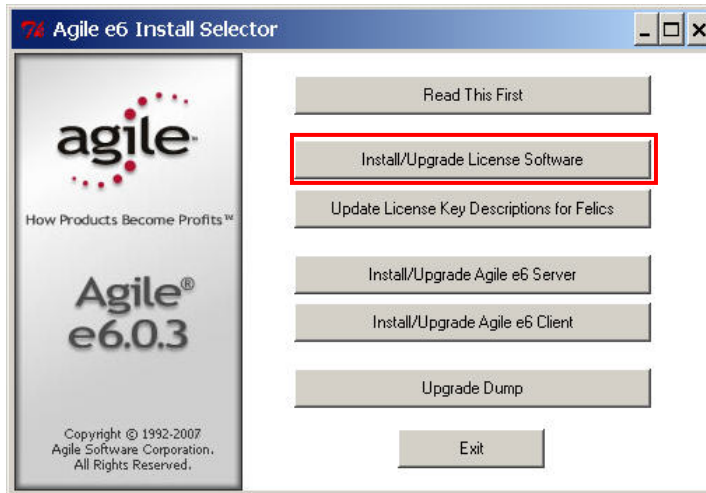 Agile e6 Install Selector
agile™
How Products Become Profits™
Agile®
e6.0.3
Copyright © 1992-2007
Agile Software Corporation.
All Rights Reserved.
Read This First
Install/Upgrade License Software
Update License Key Descriptions for Felics
Install/Upgrade Agile e6 Server
Install/Upgrade Agile e6 Client
Upgrade Dump
Exit